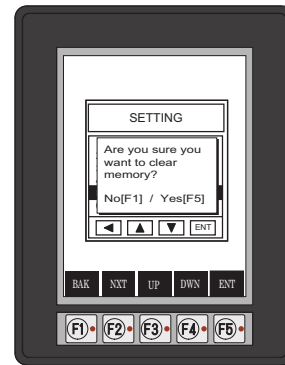 SETTING
Are you sure you
want to clear
memory?
No[F1] / Yes[F5]
ENT
BAK NXT UP DWN ENT
F1 F2 F3 F4 F5